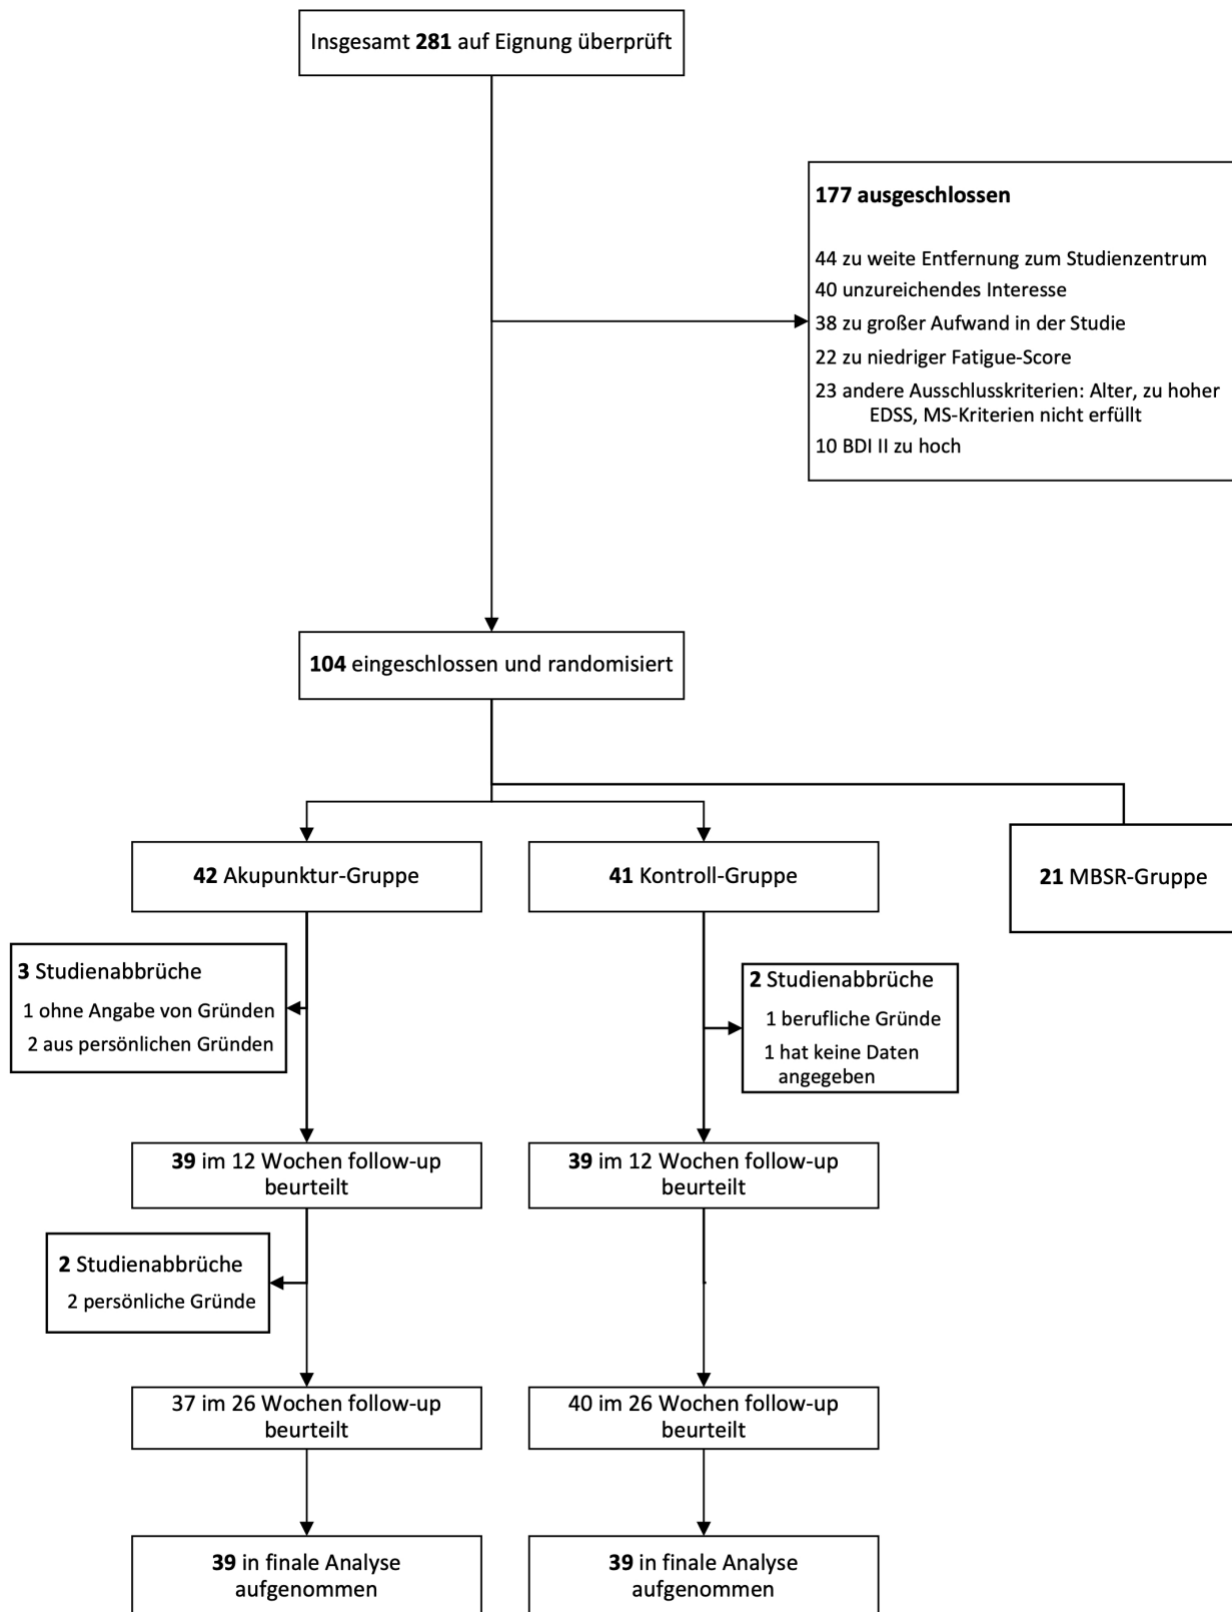 Insgesamt 281 auf Eignung überprüft
177 ausgeschlossen
44 zu weite Entfernung zum Studienzentrum
40 unzureichendes Interesse
38 zu großer Aufwand in der Studie
22 zu niedriger Fatigue-Score
23 andere Ausschlusskriterien: Alter, zu hoher
EDSS, MS-Kriterien nicht erfüllt
10 BDI II zu hoch
104 eingeschlossen und randomisiert
42 Akupunktur-Gruppe
41 Kontroll-Gruppe
21 MBSR-Gruppe
3 Studienabbrüche
1 ohne Angabe von Gründen
2 aus persönlichen Gründen
2 Studienabbrüche
1 berufliche Gründe
1 hat keine Daten
angegeben
39 im 12 Wochen follow-up
beurteilt
39 im 12 Wochen follow-up
beurteilt
2 Studienabbrüche
2 persönliche Gründe
37 im 26 Wochen follow-up
beurteilt
40 im 26 Wochen follow-up
beurteilt
39 in finale Analyse
aufgenommen
39 in finale Analyse
aufgenommen